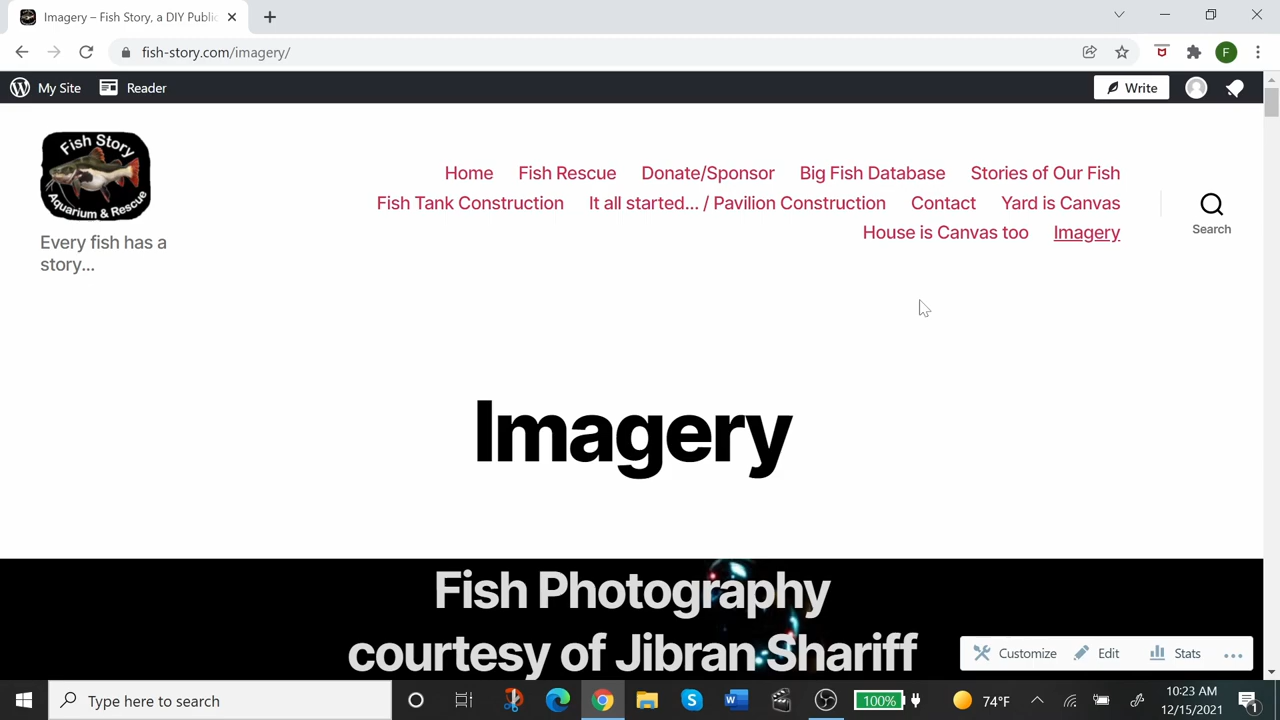 Imagery – Fish Story, a DIY Public
fish-story.com/imagery/
F
My Site
Reader
Write
Fish Story
Aquarium & Rescue
Every fish has a
story...
Home Fish Rescue Donate/Sponsor Big Fish Database Stories of Our Fish
Fish Tank Construction It all started... / Pavilion Construction Contact Yard is Canvas
House is Canvas too Imagery
Search
Imagery
Fish Photography
courtesy of Jibran Shariff
Customize Edit Stats
Type here to search
100%
74°F
10:23 AM
12/15/2021
1